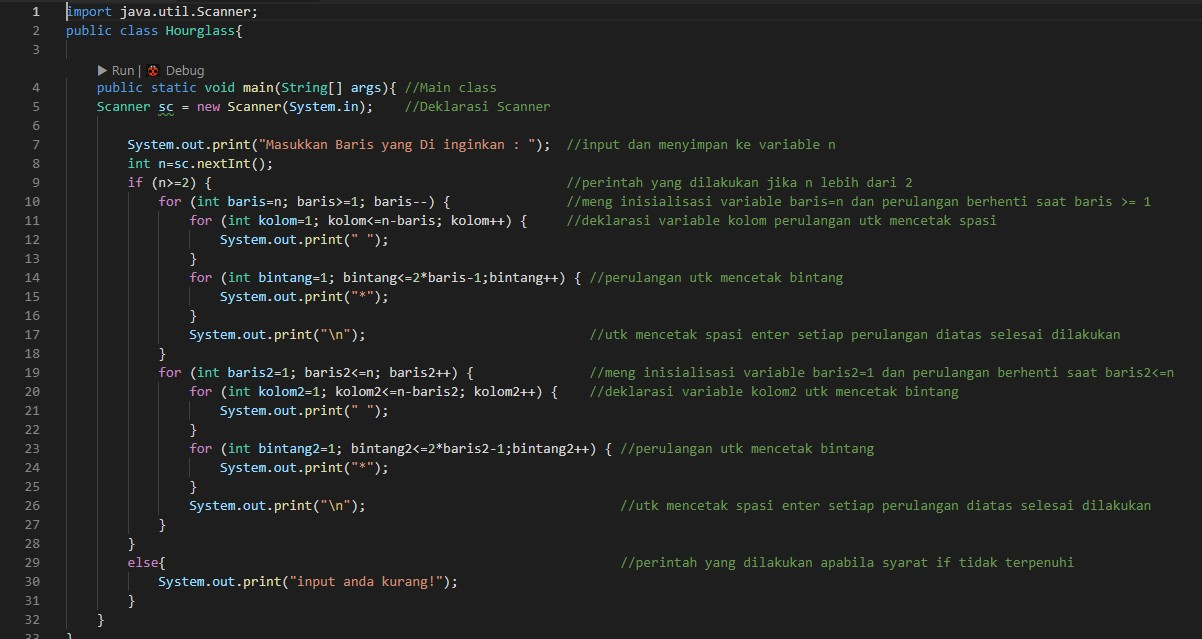 1 import java.util.Scanner;
2 public class Hourglass{
3
Run | Debug
4 public static void main(String[] args){ //Main class
5 Scanner sc = new Scanner(System.in); //Deklarasi Scanner
6
7 System.out.print("Masukkan Baris yang Di inginkan : "); //input dan menyimpan ke variable n
8 int n=sc.nextInt();
9 if (n>=2) { //perintah yang dilakukan jika n lebih dari 2
10 for (int baris=n; baris>=1; baris--) { //meng inisialisasi variable baris=n dan perulangan berhenti saat baris >= 1
11 for (int kolom=1; kolom<=n-baris; kolom++) { //deklarasi variable kolom perulangan utk mencetak spasi
12 System.out.print(" ");
13 }
14 for (int bintang=1; bintang<=2*baris-1;bintang++) { //perulangan utk mencetak bintang
15 System.out.print("*");
16 }
17 System.out.print("\n"); //utk mencetak spasi enter setiap perulangan diatas selesai dilakukan
18 }
19 for (int baris2=1; baris2<=n; baris2++) { //meng inisialisasi variable baris2=1 dan perulangan berhenti saat baris2<=n
20 for (int kolom2=1; kolom2<=n-baris2; kolom2++) { //deklarasi variable kolom2 utk mencetak bintang
21 System.out.print(" ");
22 }
23 for (int bintang2=1; bintang2<=2*baris2-1;bintang2++) { //perulangan utk mencetak bintang
24 System.out.print("*");
25 }
26 System.out.print("\n"); //utk mencetak spasi enter setiap perulangan diatas selesai dilakukan
27 }
28 }
29 else{ //perintah yang dilakukan apabila syarat if tidak terpenuhi
30 System.out.print("input anda kurang!");
31 }
32 }
33 }